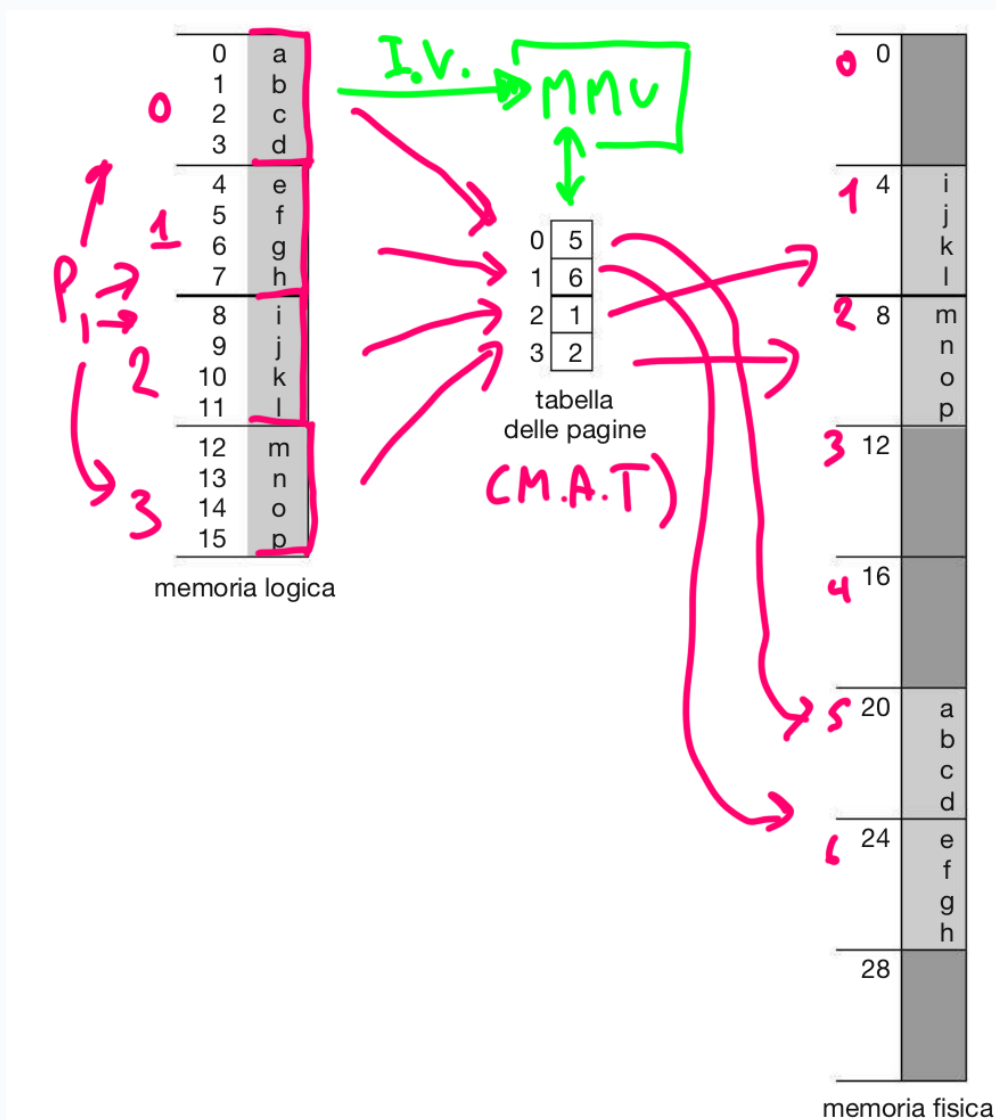 I.V.
MMU
0
1
2
3
P1
0 a
1 b
2 c
3 d
4 e
5 f
6 g
7 h
8 i
9 j
10 k
11 l
12 m
13 n
14 o
15 p
memoria logica
0 5
1 6
2 1
3 2
tabella
delle pagine
(M.A.T)
0 0
1 4 i
j
k
l
2 8 m
n
o
p
3 12
4 16
5 20 a
b
c
d
6 24 e
f
g
h
28
memoria fisica